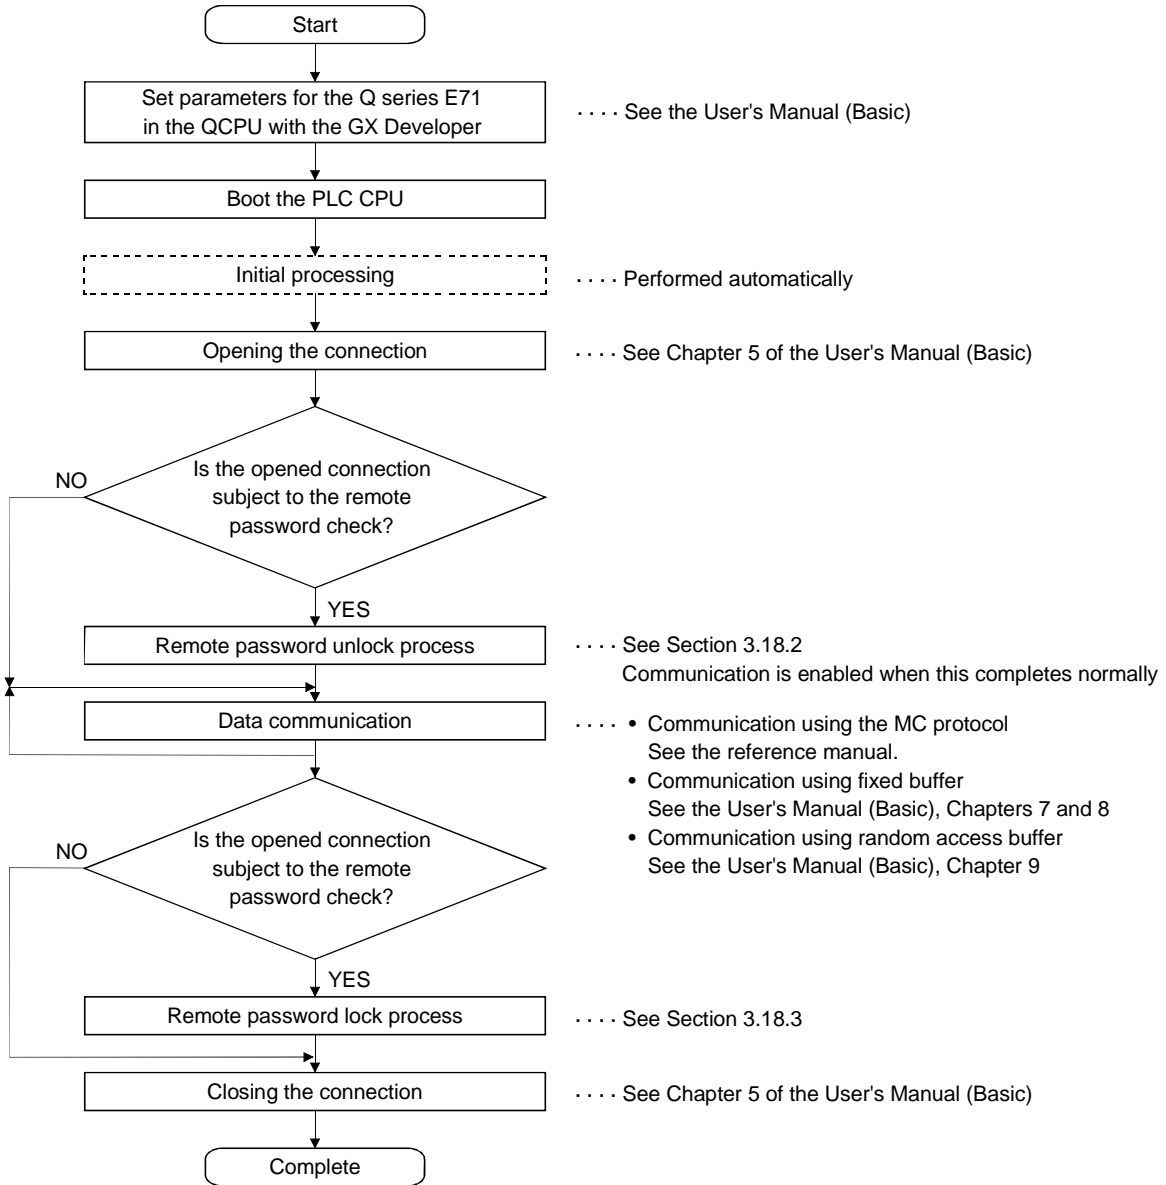 Start
Set parameters for the Q series E71
in the QCPU with the GX Developer
· · · · See the User's Manual (Basic)
Boot the PLC CPU
Initial processing
· · · · Performed automatically
Opening the connection
· · · · See Chapter 5 of the User's Manual (Basic)
Is the opened connection
subject to the remote
password check?
NO
YES
Remote password unlock process
· · · · See Section 3.18.2
Communication is enabled when this completes normally
Data communication
· · · · • Communication using the MC protocol
See the reference manual.
• Communication using fixed buffer
See the User's Manual (Basic), Chapters 7 and 8
• Communication using random access buffer
See the User's Manual (Basic), Chapter 9
Is the opened connection
subject to the remote
password check?
NO
YES
Remote password lock process
· · · · See Section 3.18.3
Closing the connection
· · · · See Chapter 5 of the User's Manual (Basic)
Complete